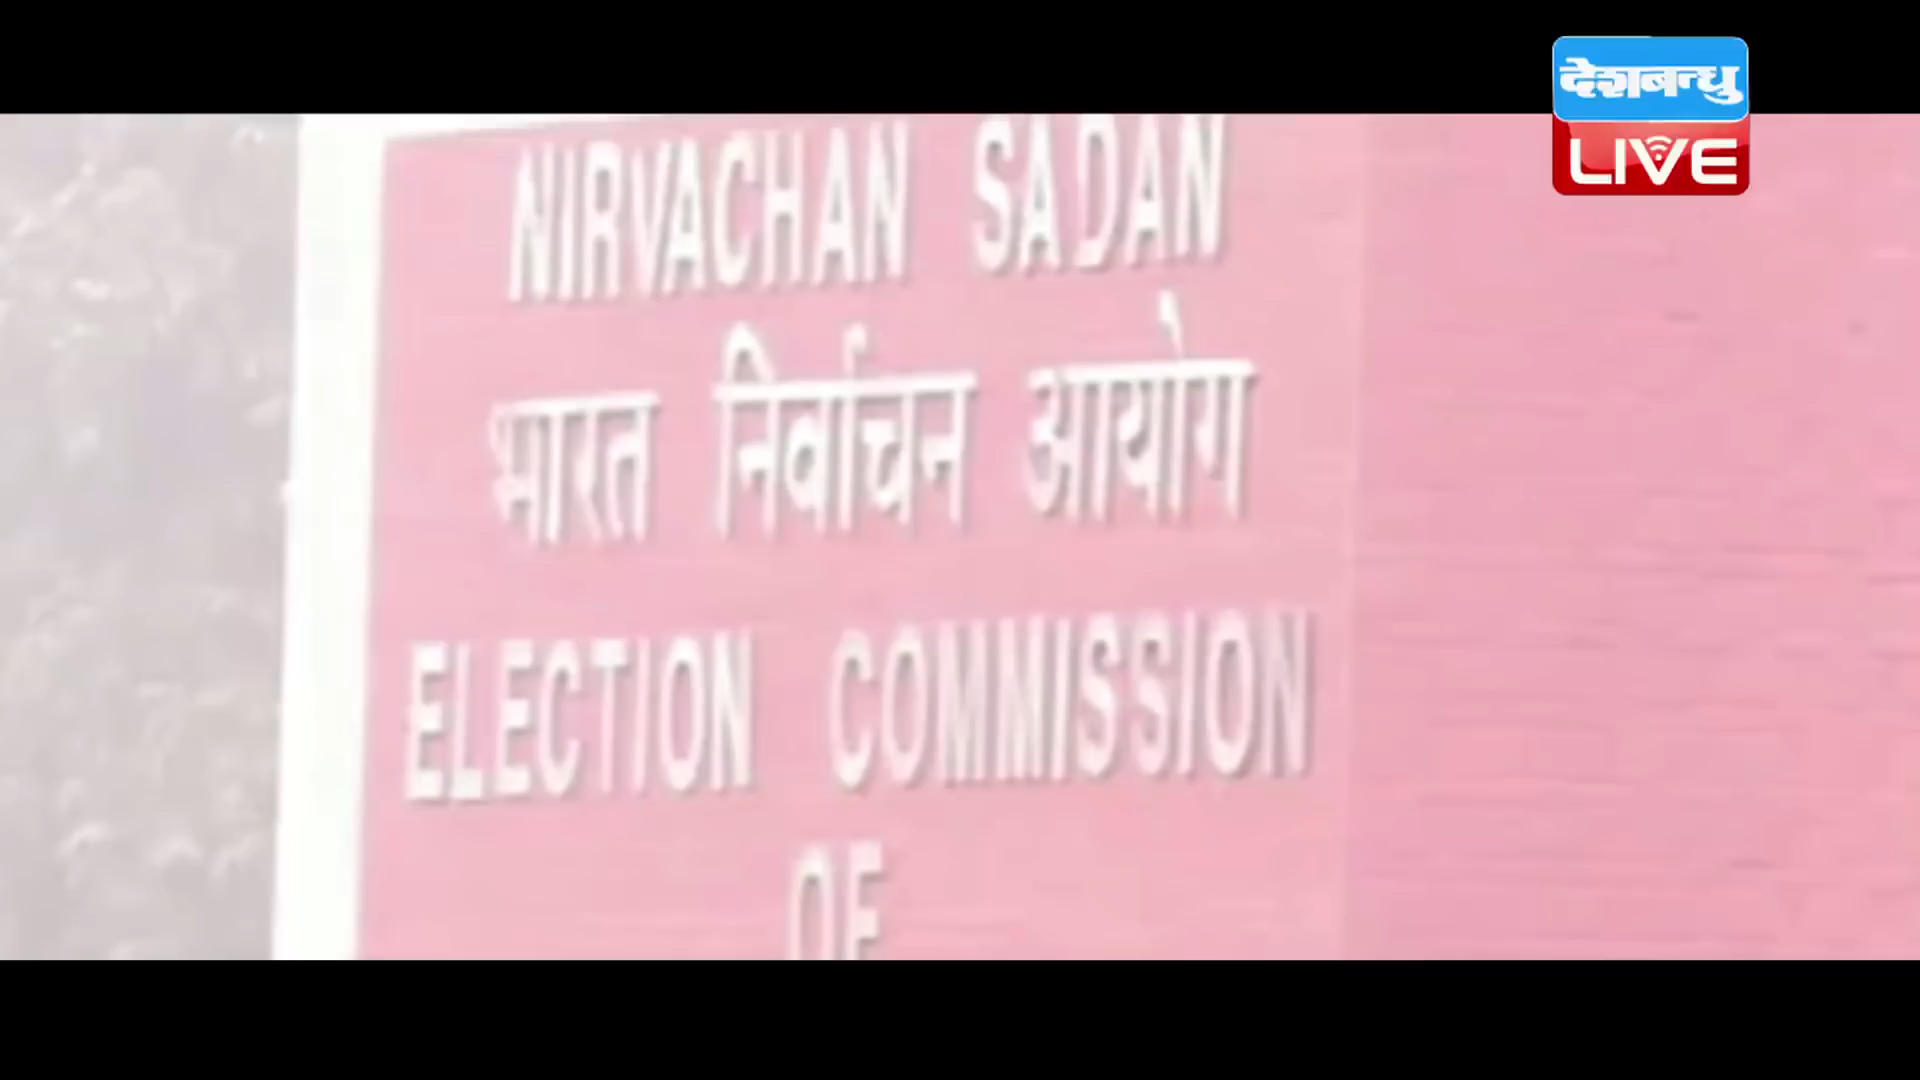 देशबन्धु
LIVE
NIRVACHAN SADAN
भारत निर्वाचन आयोग
ELECTION COMMISSION
OF